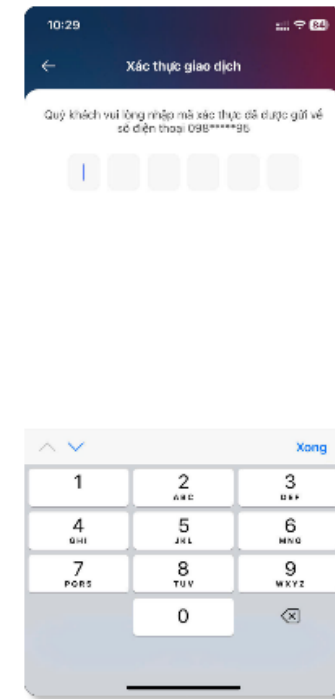 10:29
84
Xác thực giao dịch
Quý khách vui lòng nhập mã xác thực đã được gửi về
số điện thoại 098*****95
Xong
1
2
ABC
3
DEF
4
GHI
5
JKL
6
MNO
7
PQRS
8
TUV
9
WXYZ
0